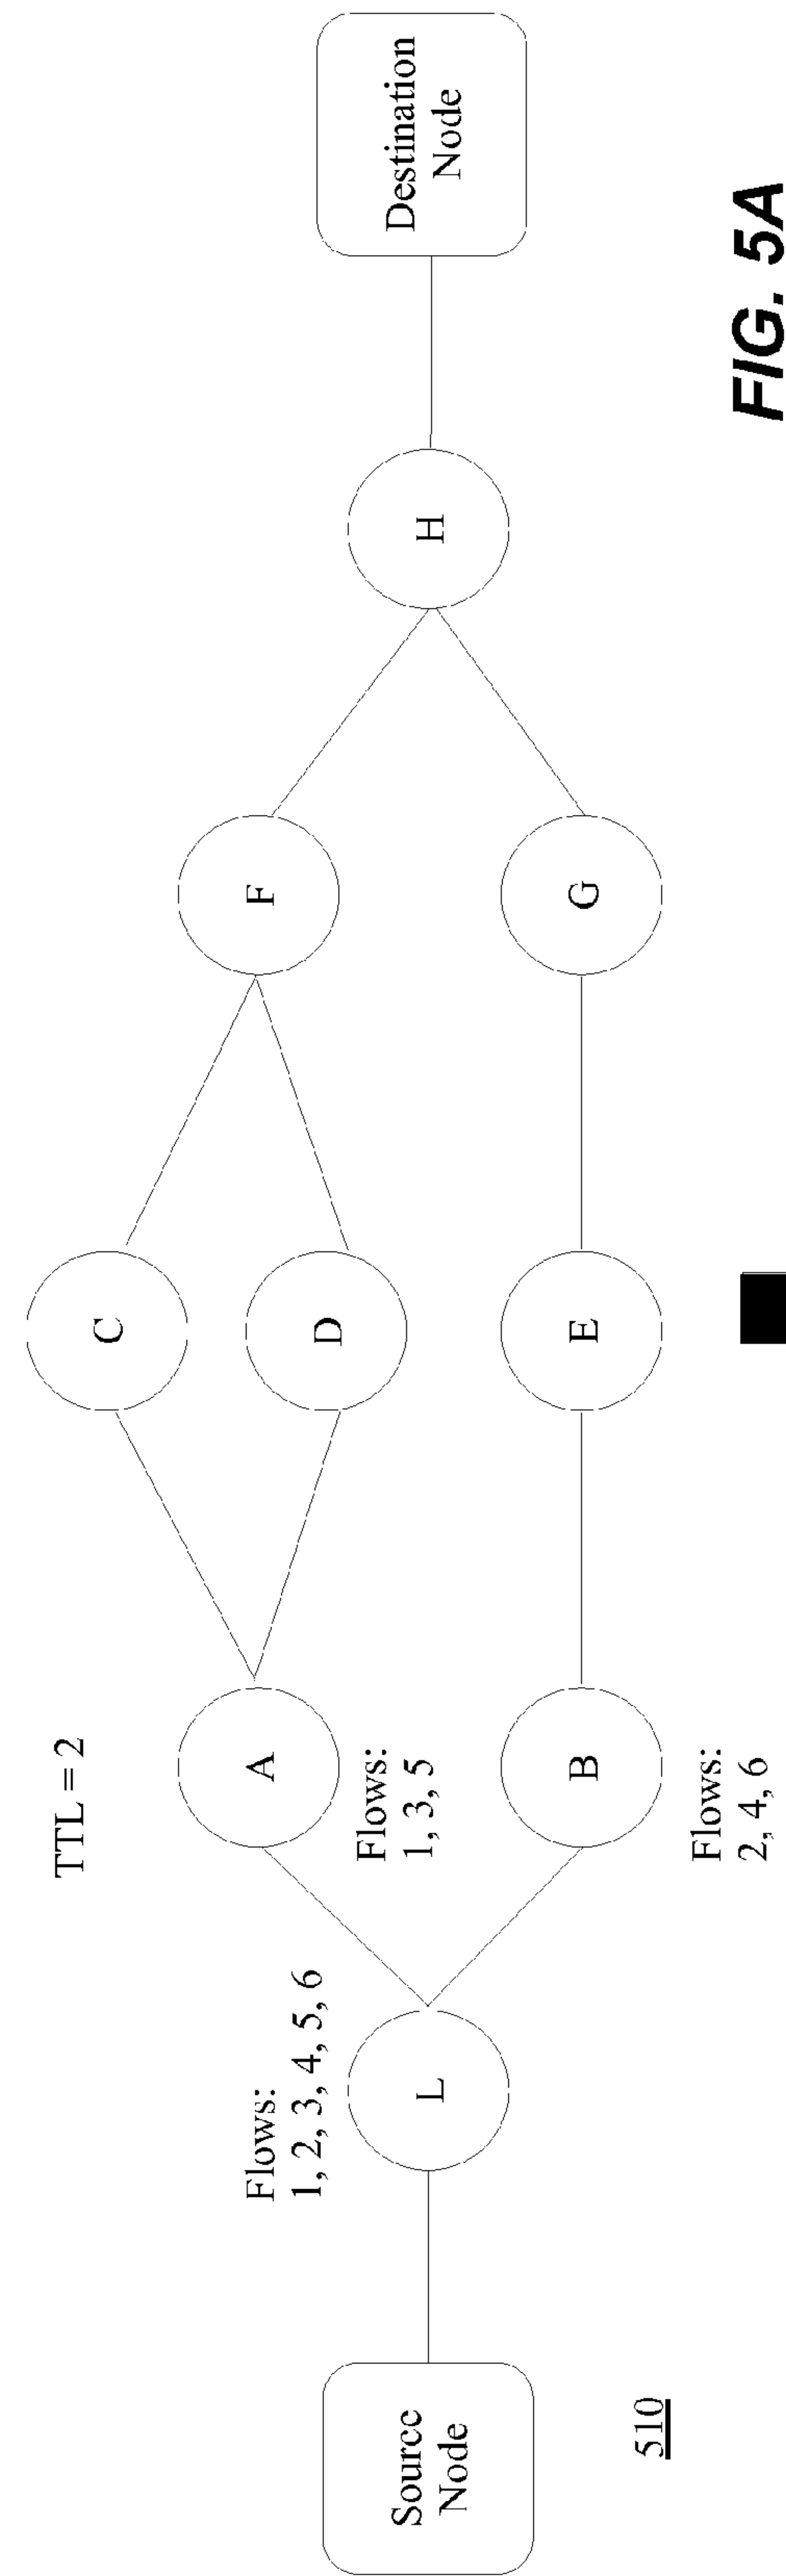 TTL = 2
Flows:
1, 2, 3, 4, 5, 6
Source
Node
L
A
Flows:
1, 3, 5
B
Flows:
2, 4, 6
C
D
E
F
G
H
Destination
Node
510
FIG. 5A